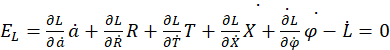 E_L = ∂L/∂ȧ ȧ + ∂L/∂Ṙ R + ∂L/∂Ṫ T + ∂L/∂Ẋ Ẋ + ∂̇L/∂φ̇ φ̇ − L̇ = 0